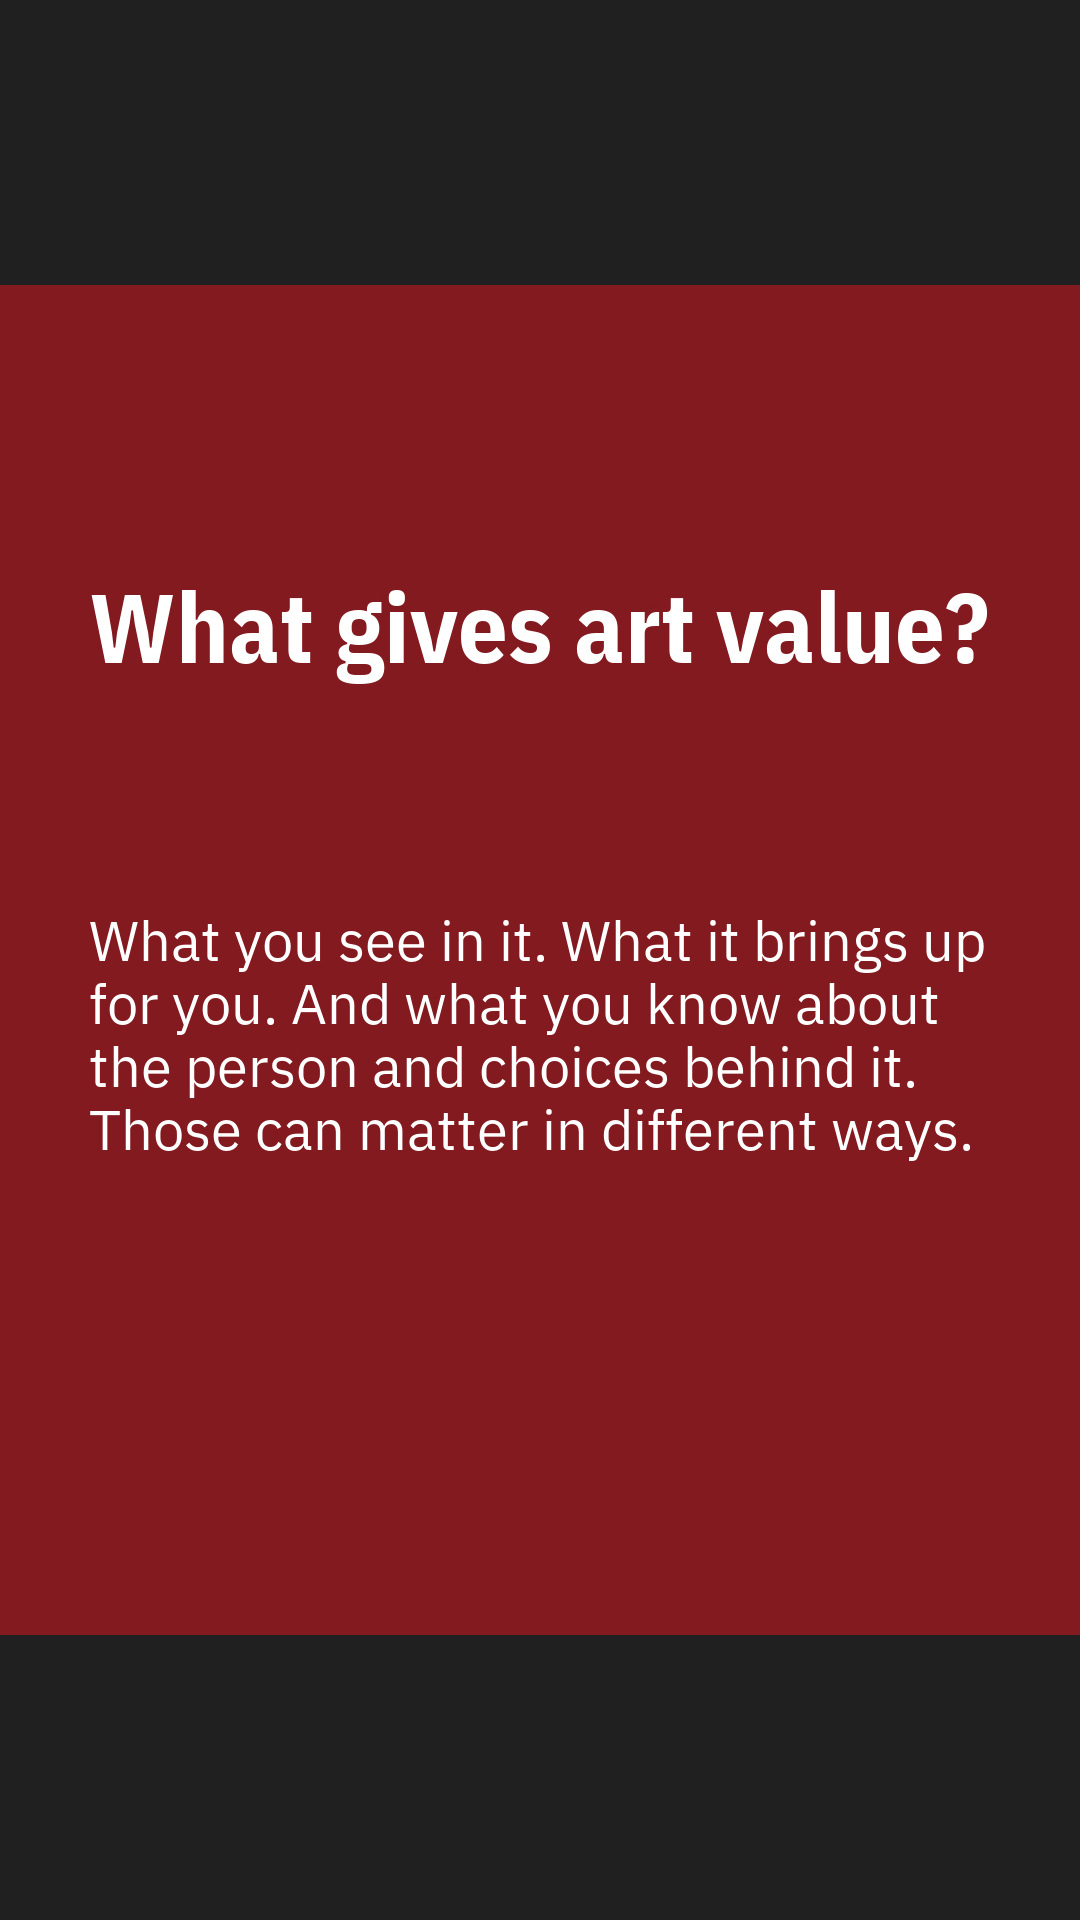 What gives art value?
What you see in it. What it brings up
for you. And what you know about
the person and choices behind it.
Those can matter in different ways.